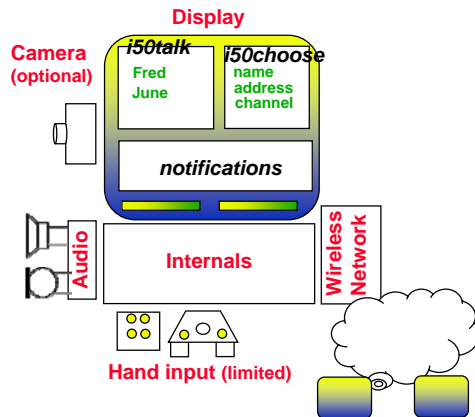 Display
Camera
(optional)
i50talk
Fred
June
i50choose
name
address
channel
notifications
Audio
Internals
Wireless
Network
Hand input (limited)